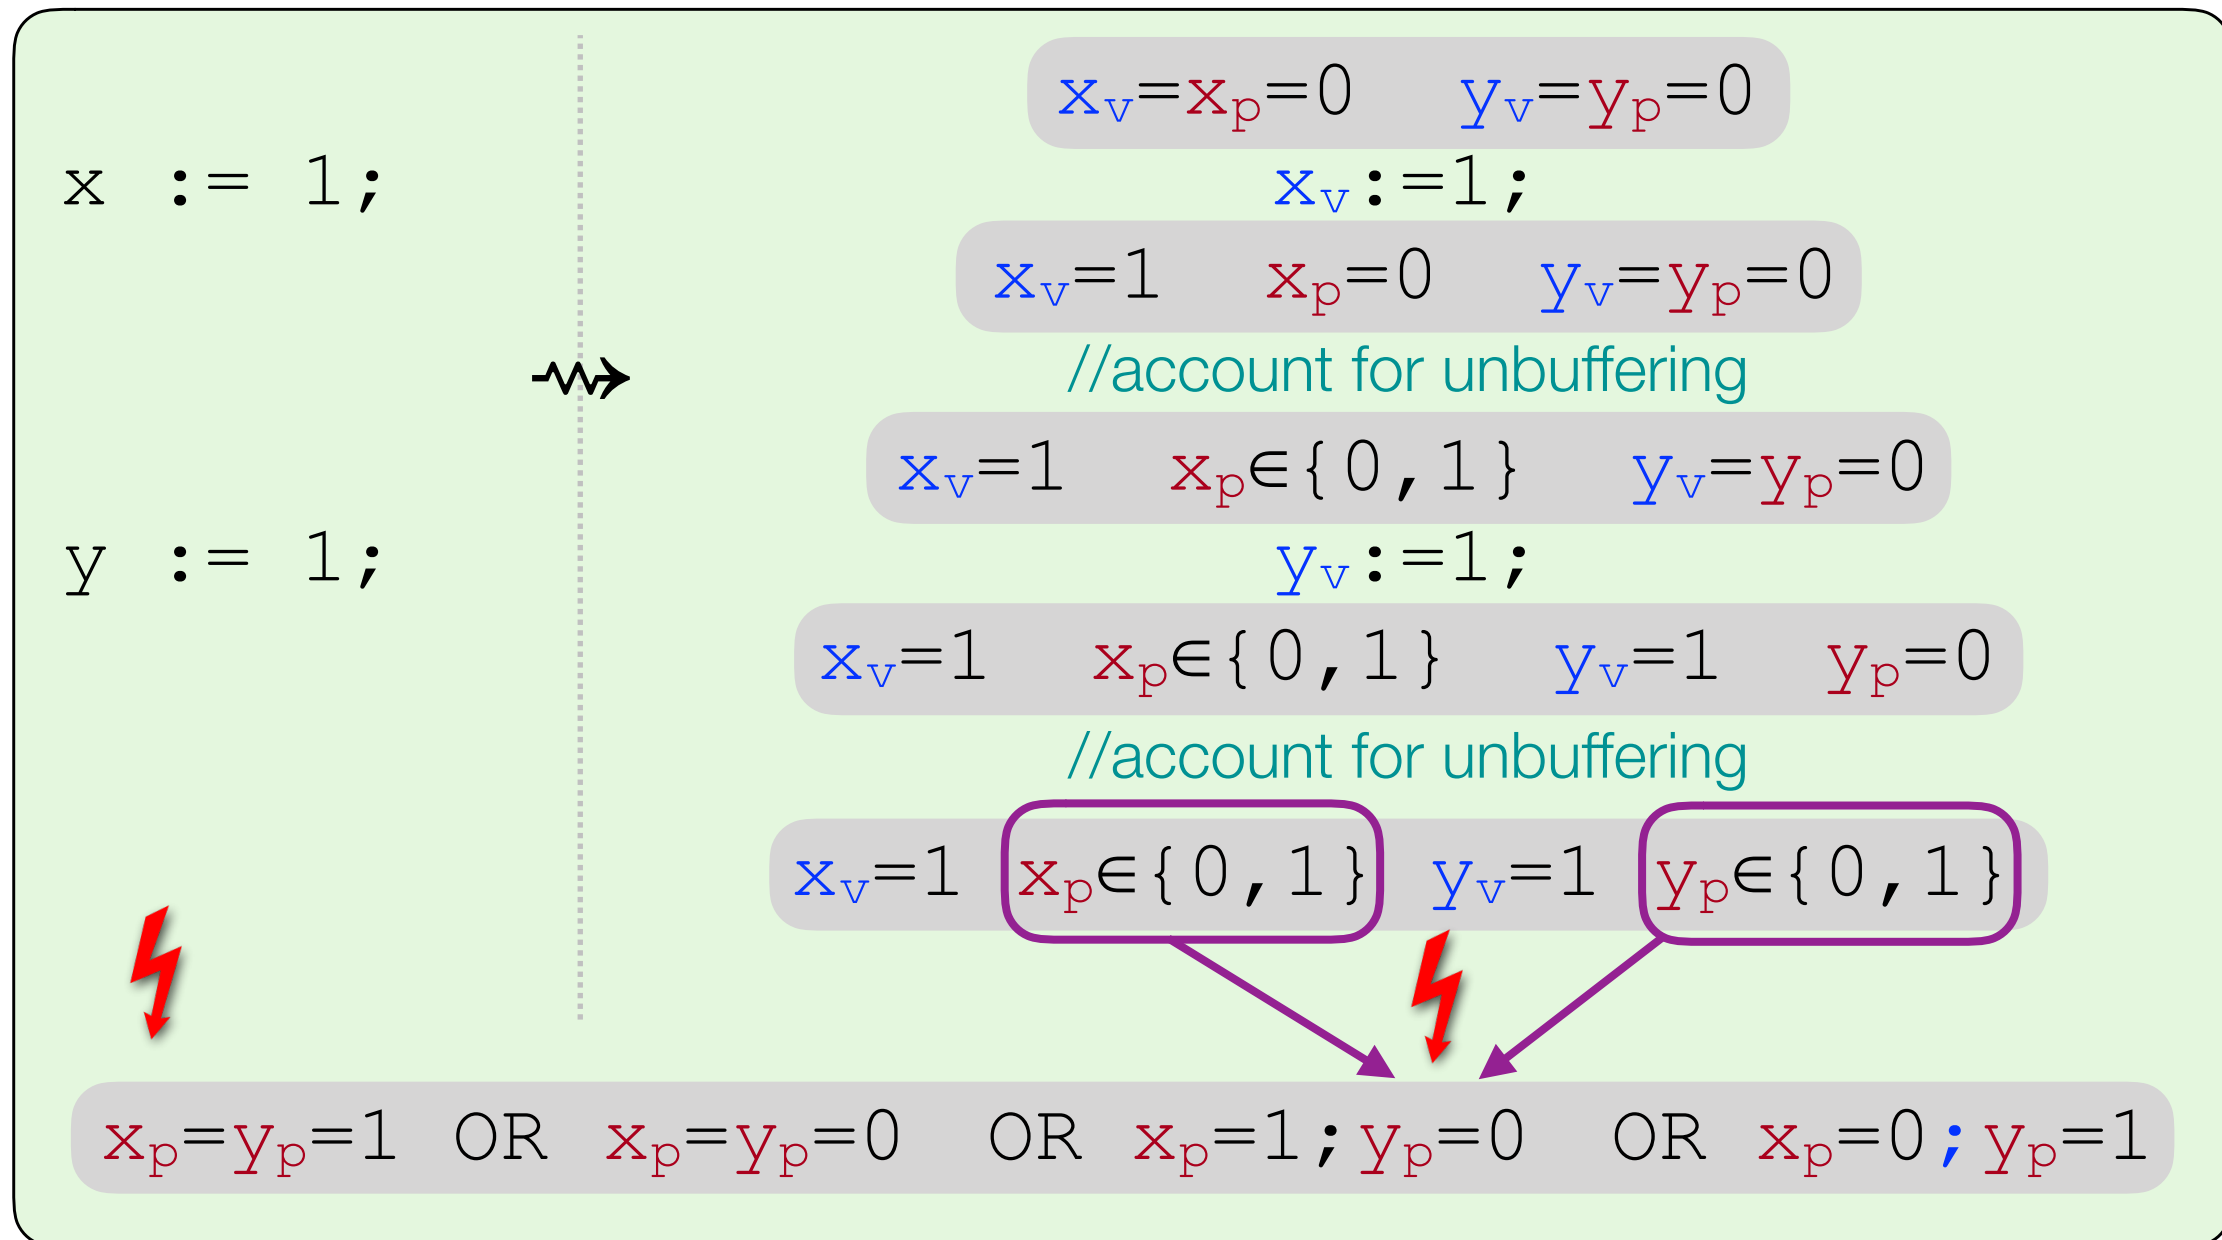 xᵥ=xₚ=0 yᵥ=yₚ=0
x := 1;
xᵥ:=1;
xᵥ=1 xₚ=0 yᵥ=yₚ=0
//account for unbuffering
xᵥ=1 xₚ∈{0,1} yᵥ=yₚ=0
y := 1;
yᵥ:=1;
xᵥ=1 xₚ∈{0,1} yᵥ=1 yₚ=0
//account for unbuffering
xᵥ=1 xₚ∈{0,1} yᵥ=1 yₚ∈{0,1}
xₚ=yₚ=1 OR xₚ=yₚ=0 OR xₚ=1;yₚ=0 OR xₚ=0;yₚ=1